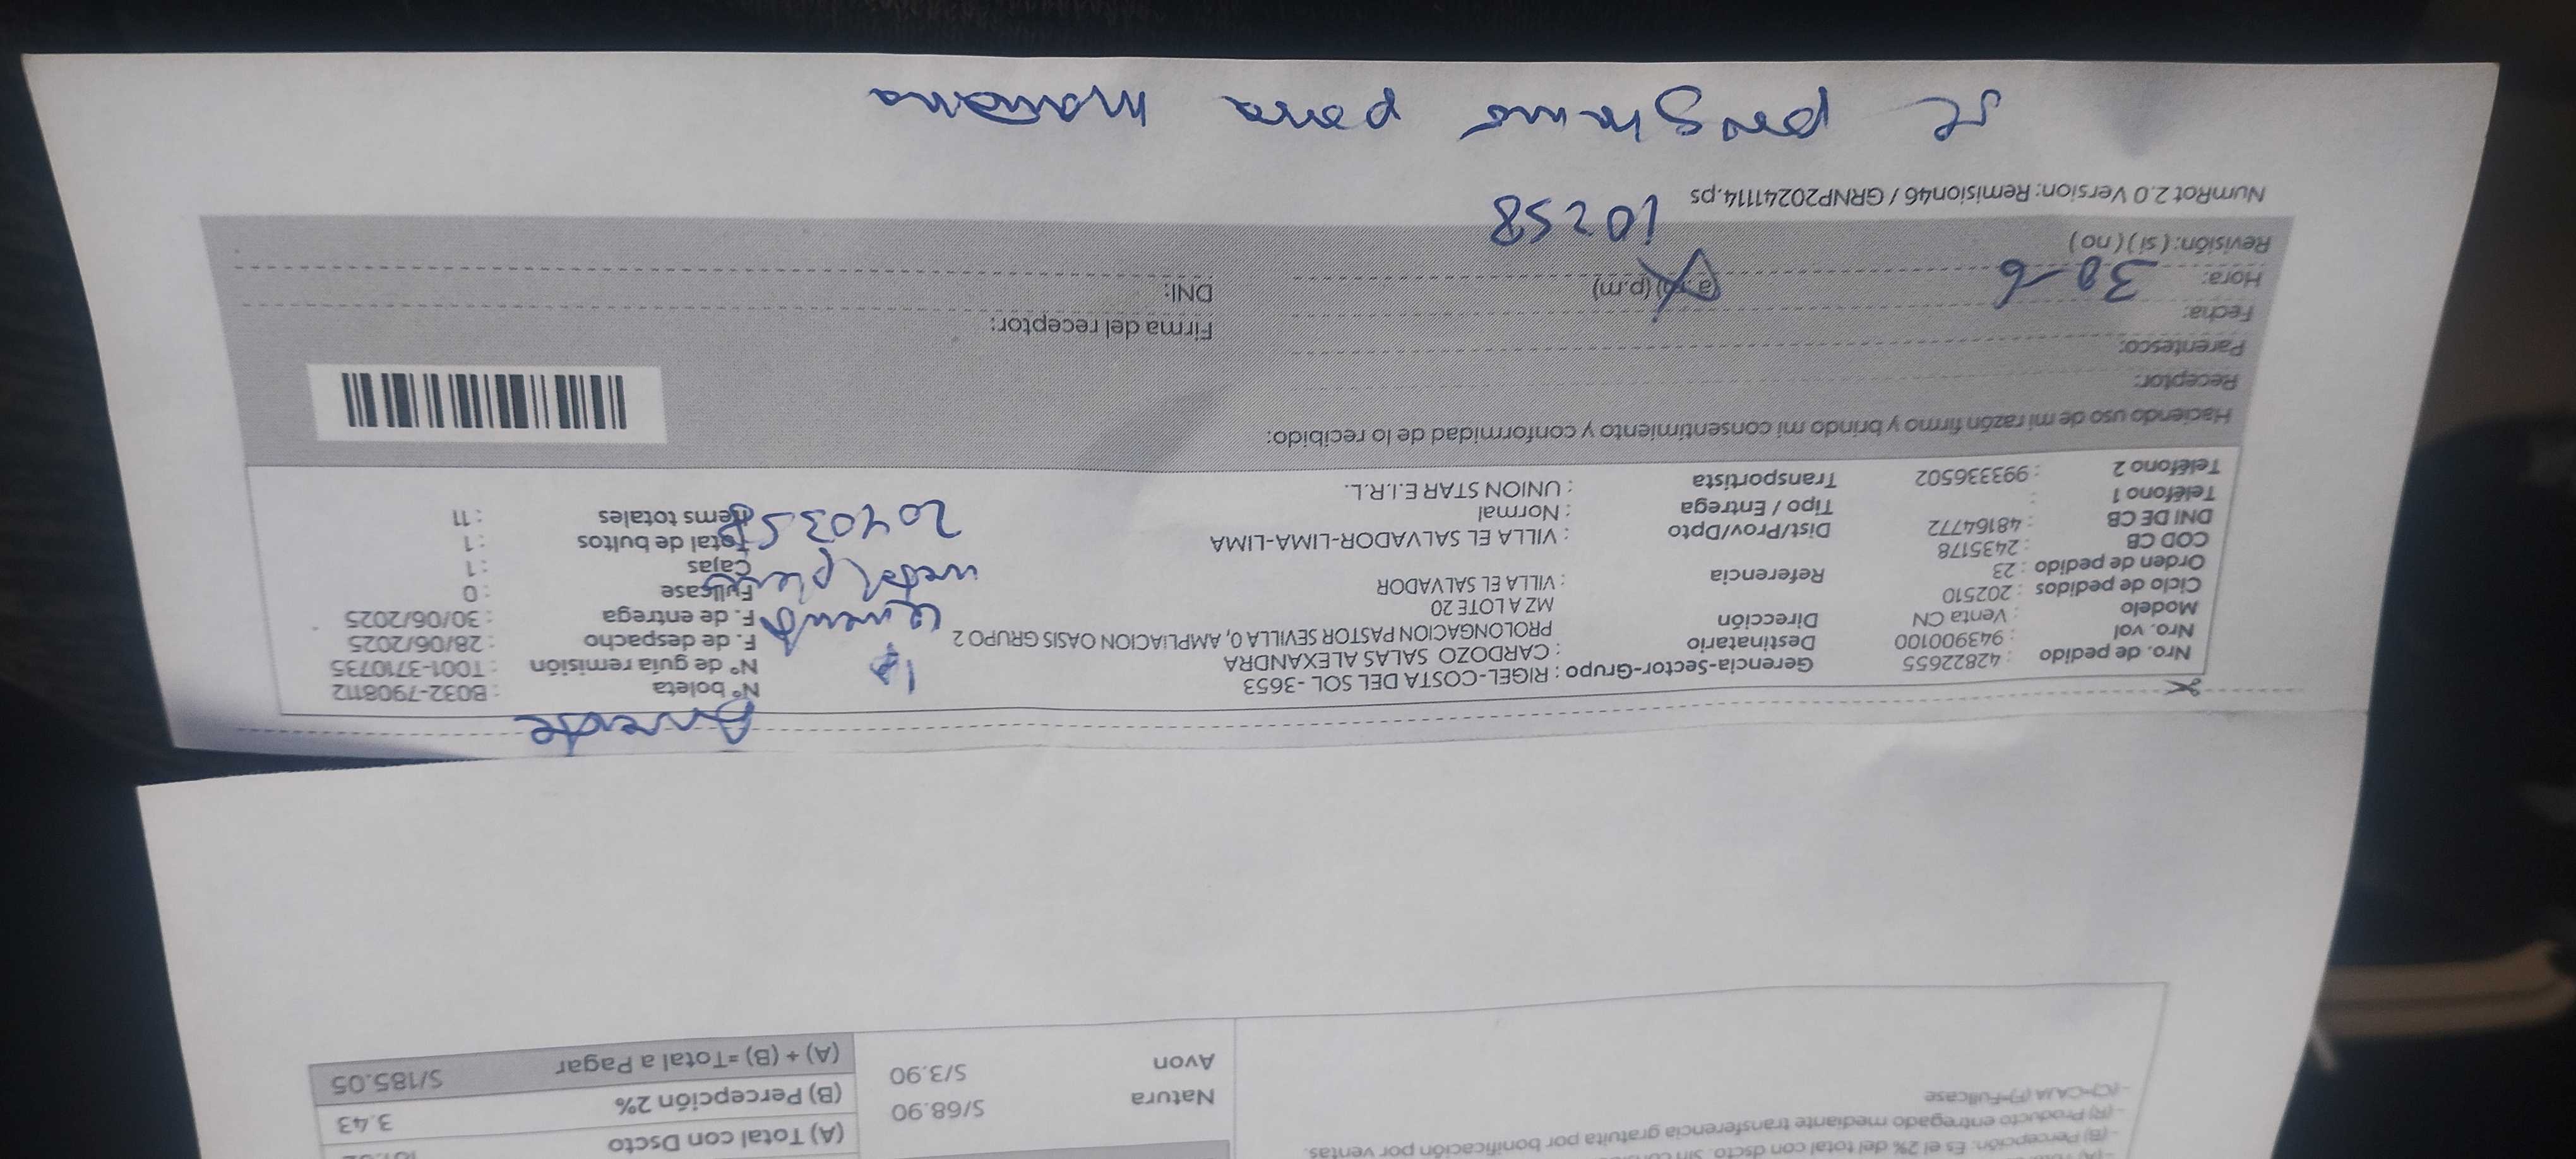 -(B) Percepción. Es el 2% del total con dscto.
-(R) Producto entregado mediante transferencia gratuita por bonificación por ventas.
-(C)=CAJA (F)=Fullcase
Natura S/68.90
Avon S/3.90
(A) Total con Dscto
(B) Percepción 2% 3.43
(A) + (B) =Total a Pagar S/185.05
Ausente
Nro. de pedido : 42822655
Nro. vol : 943900100
Modelo : Venta CN
Ciclo de pedidos : 202510
Orden de pedido : 23
COD CB : 2435178
DNI DE CB : 48164772
Teléfono 1 :
Teléfono 2 : 993336502
Gerencia-Sector-Grupo : RIGEL-COSTA DEL SOL -3653
Destinatario : CARDOZO SALAS ALEXANDRA
Dirección PROLONGACION PASTOR SEVILLA 0, AMPLIACION OASIS GRUPO 2
MZ A LOTE 20
Referencia : VILLA EL SALVADOR
Dist/Prov/Dpto : VILLA EL SALVADOR-LIMA-LIMA
Tipo / Entrega : Normal
Transportista : UNION STAR E.I.R.L.
N° boleta : B032-7908112
N° de guía remisión : T001-3710735
F. de despacho : 28/06/2025
F. de entrega : 30/06/2025
Fullcase : 0
Cajas : 1
Total de bultos : 1
Items totales : 11
1P
2040358
Haciendo uso de mi razón firmo y brindo mi consentimiento y conformidad de lo recibido:
Receptor:
Parentesco:
Fecha:
Hora: 30-6 (a.m) (p.m)
Revisión: ( si ) ( no )
Firma del receptor:
DNI:
10258
NumRot 2.0 Version: Remision46 / GRNP20241114.ps
se programa para mañana